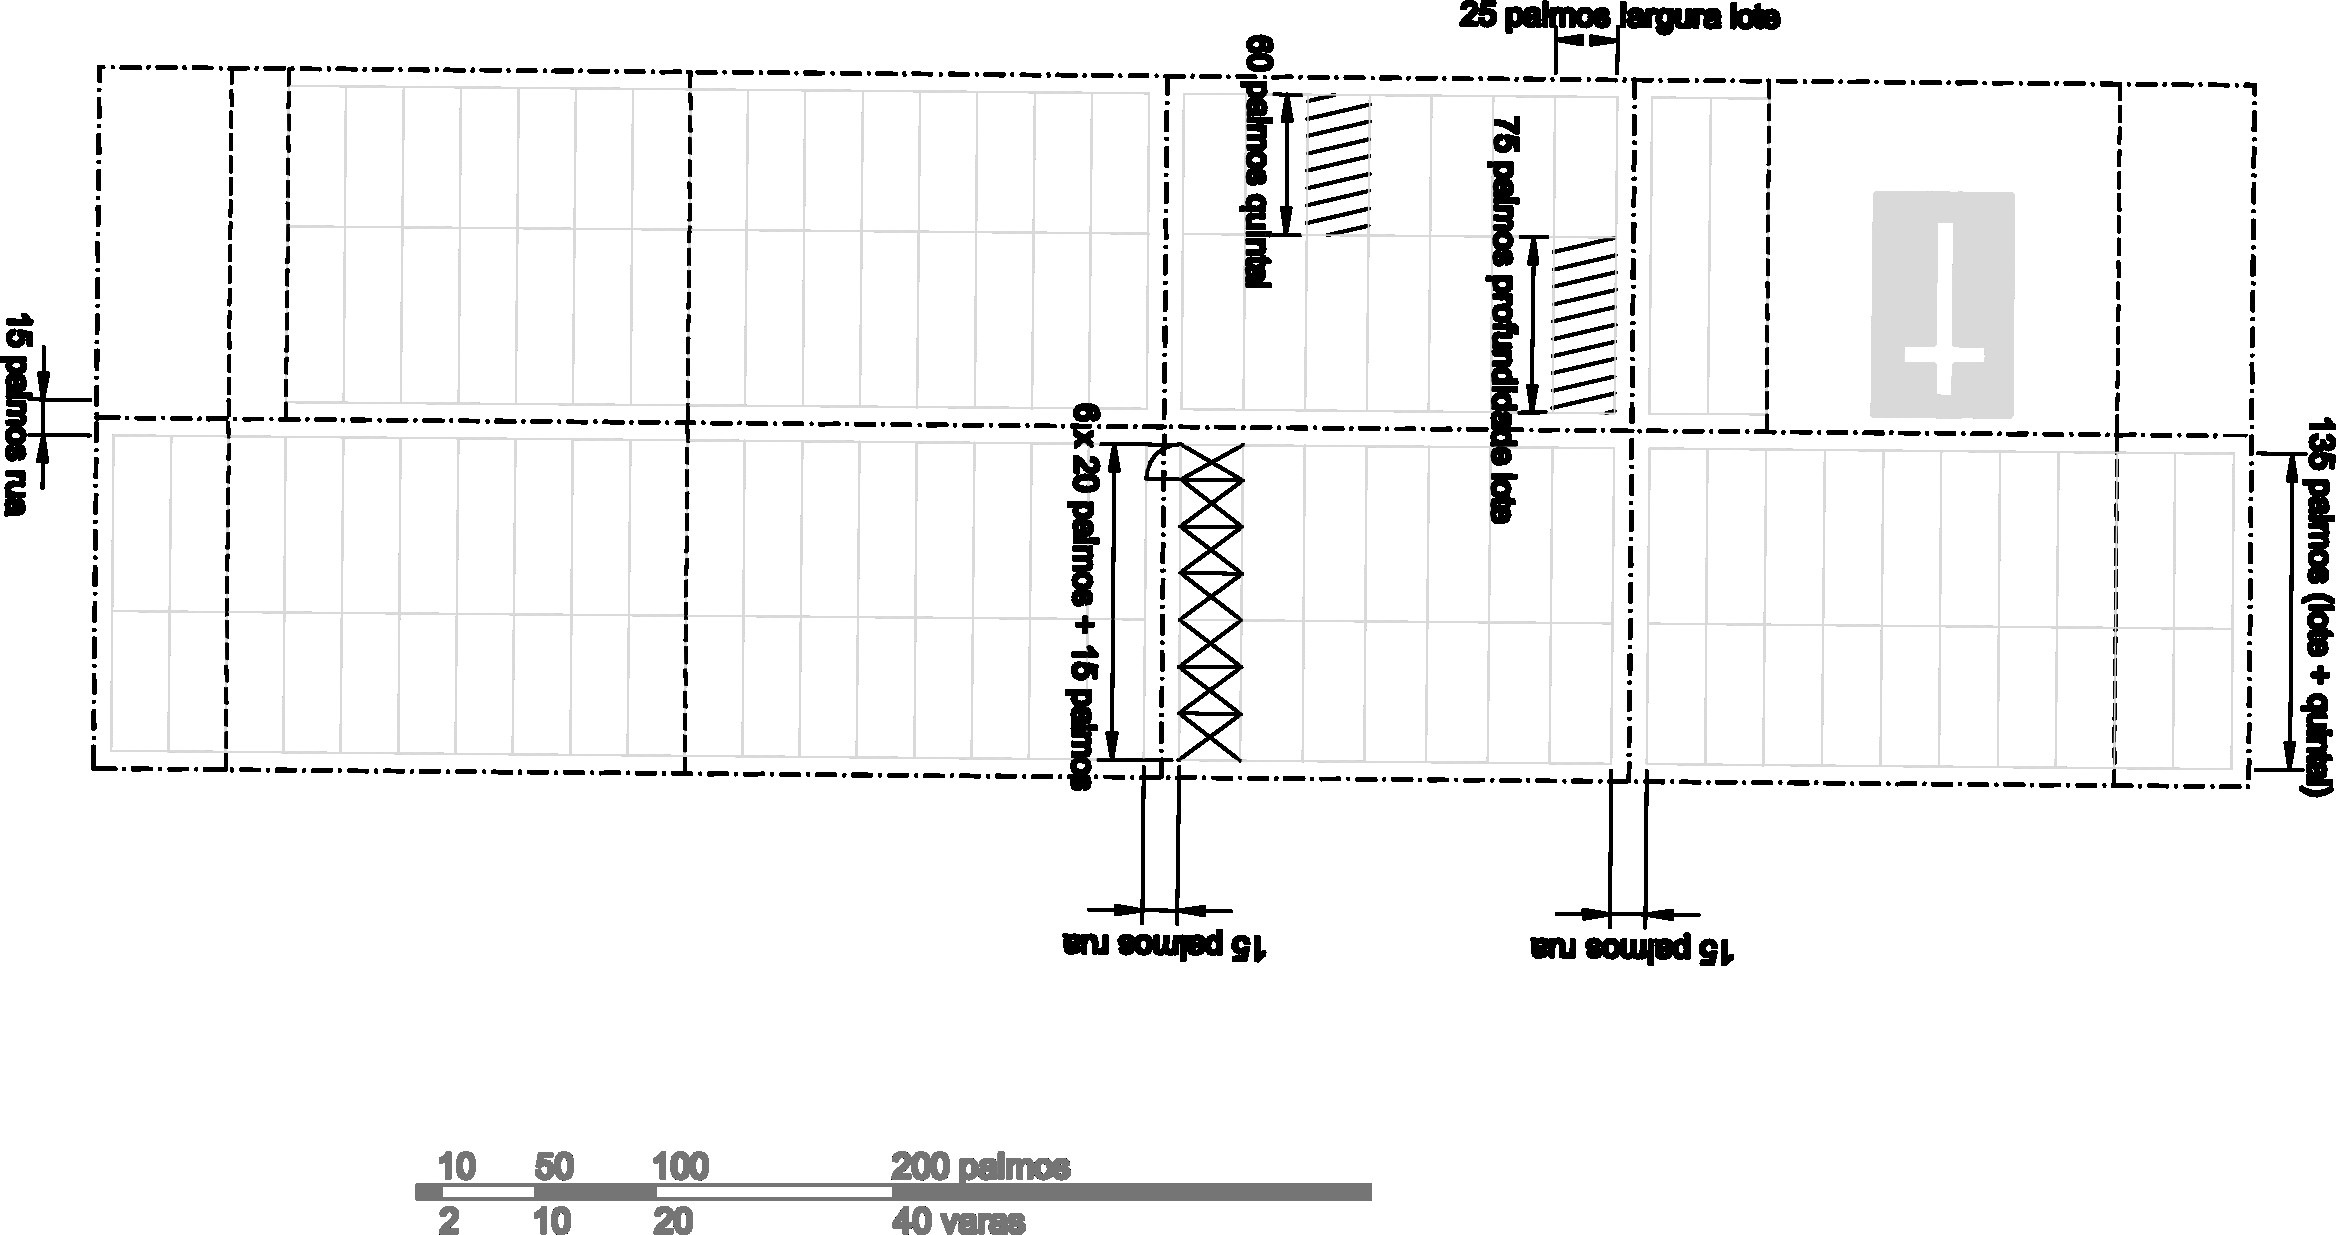 25 palmos largura lote
60 palmos quintal
75 palmos profundidade lote
15 palmos rua
6 x 20 palmos + 15 palmos
135 palmos (lote + quintal)
15 palmos rua
15 palmos rua
10 50 100 200 palmos
2 10 20 40 varas